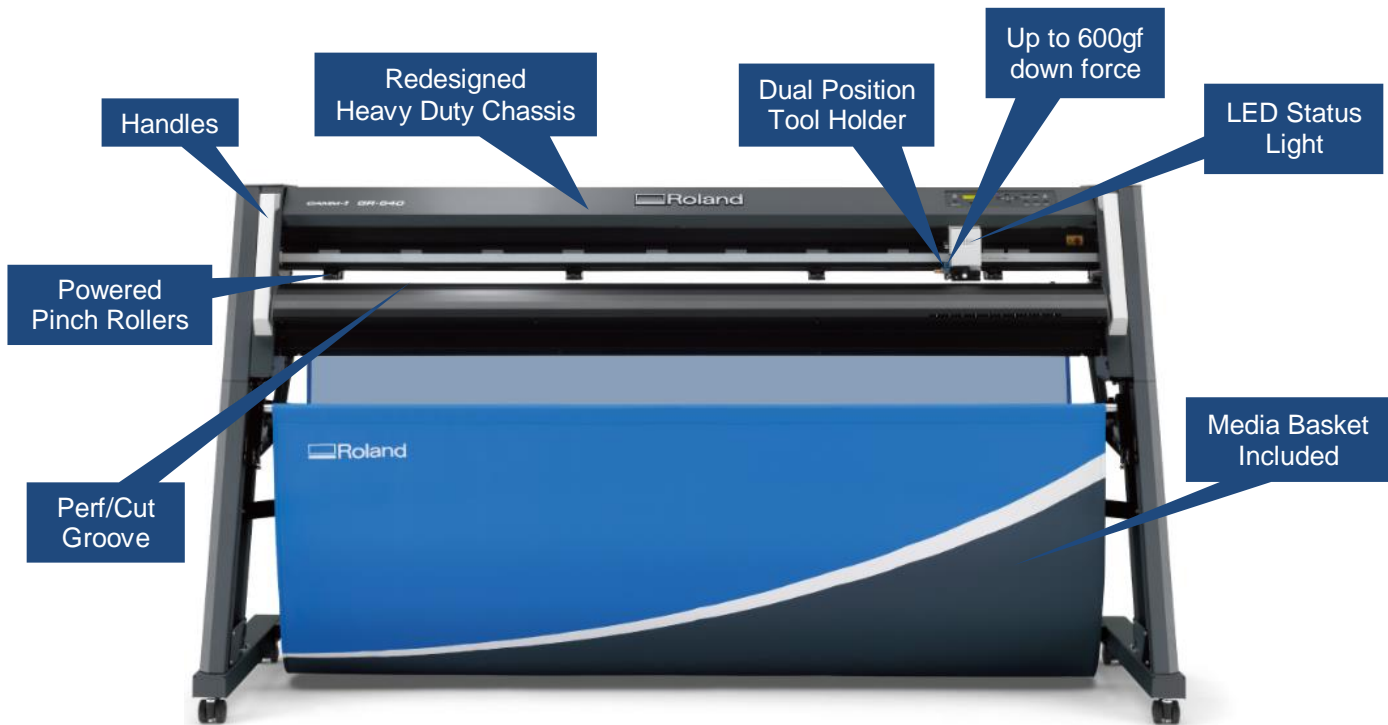 Up to 600gf
down force
Redesigned
Heavy Duty Chassis
Dual Position
Tool Holder
LED Status
Light
Handles
Roland
CAMM-1 GR-640
Powered
Pinch Rollers
Media Basket
Included
Roland
Perf/Cut
Groove